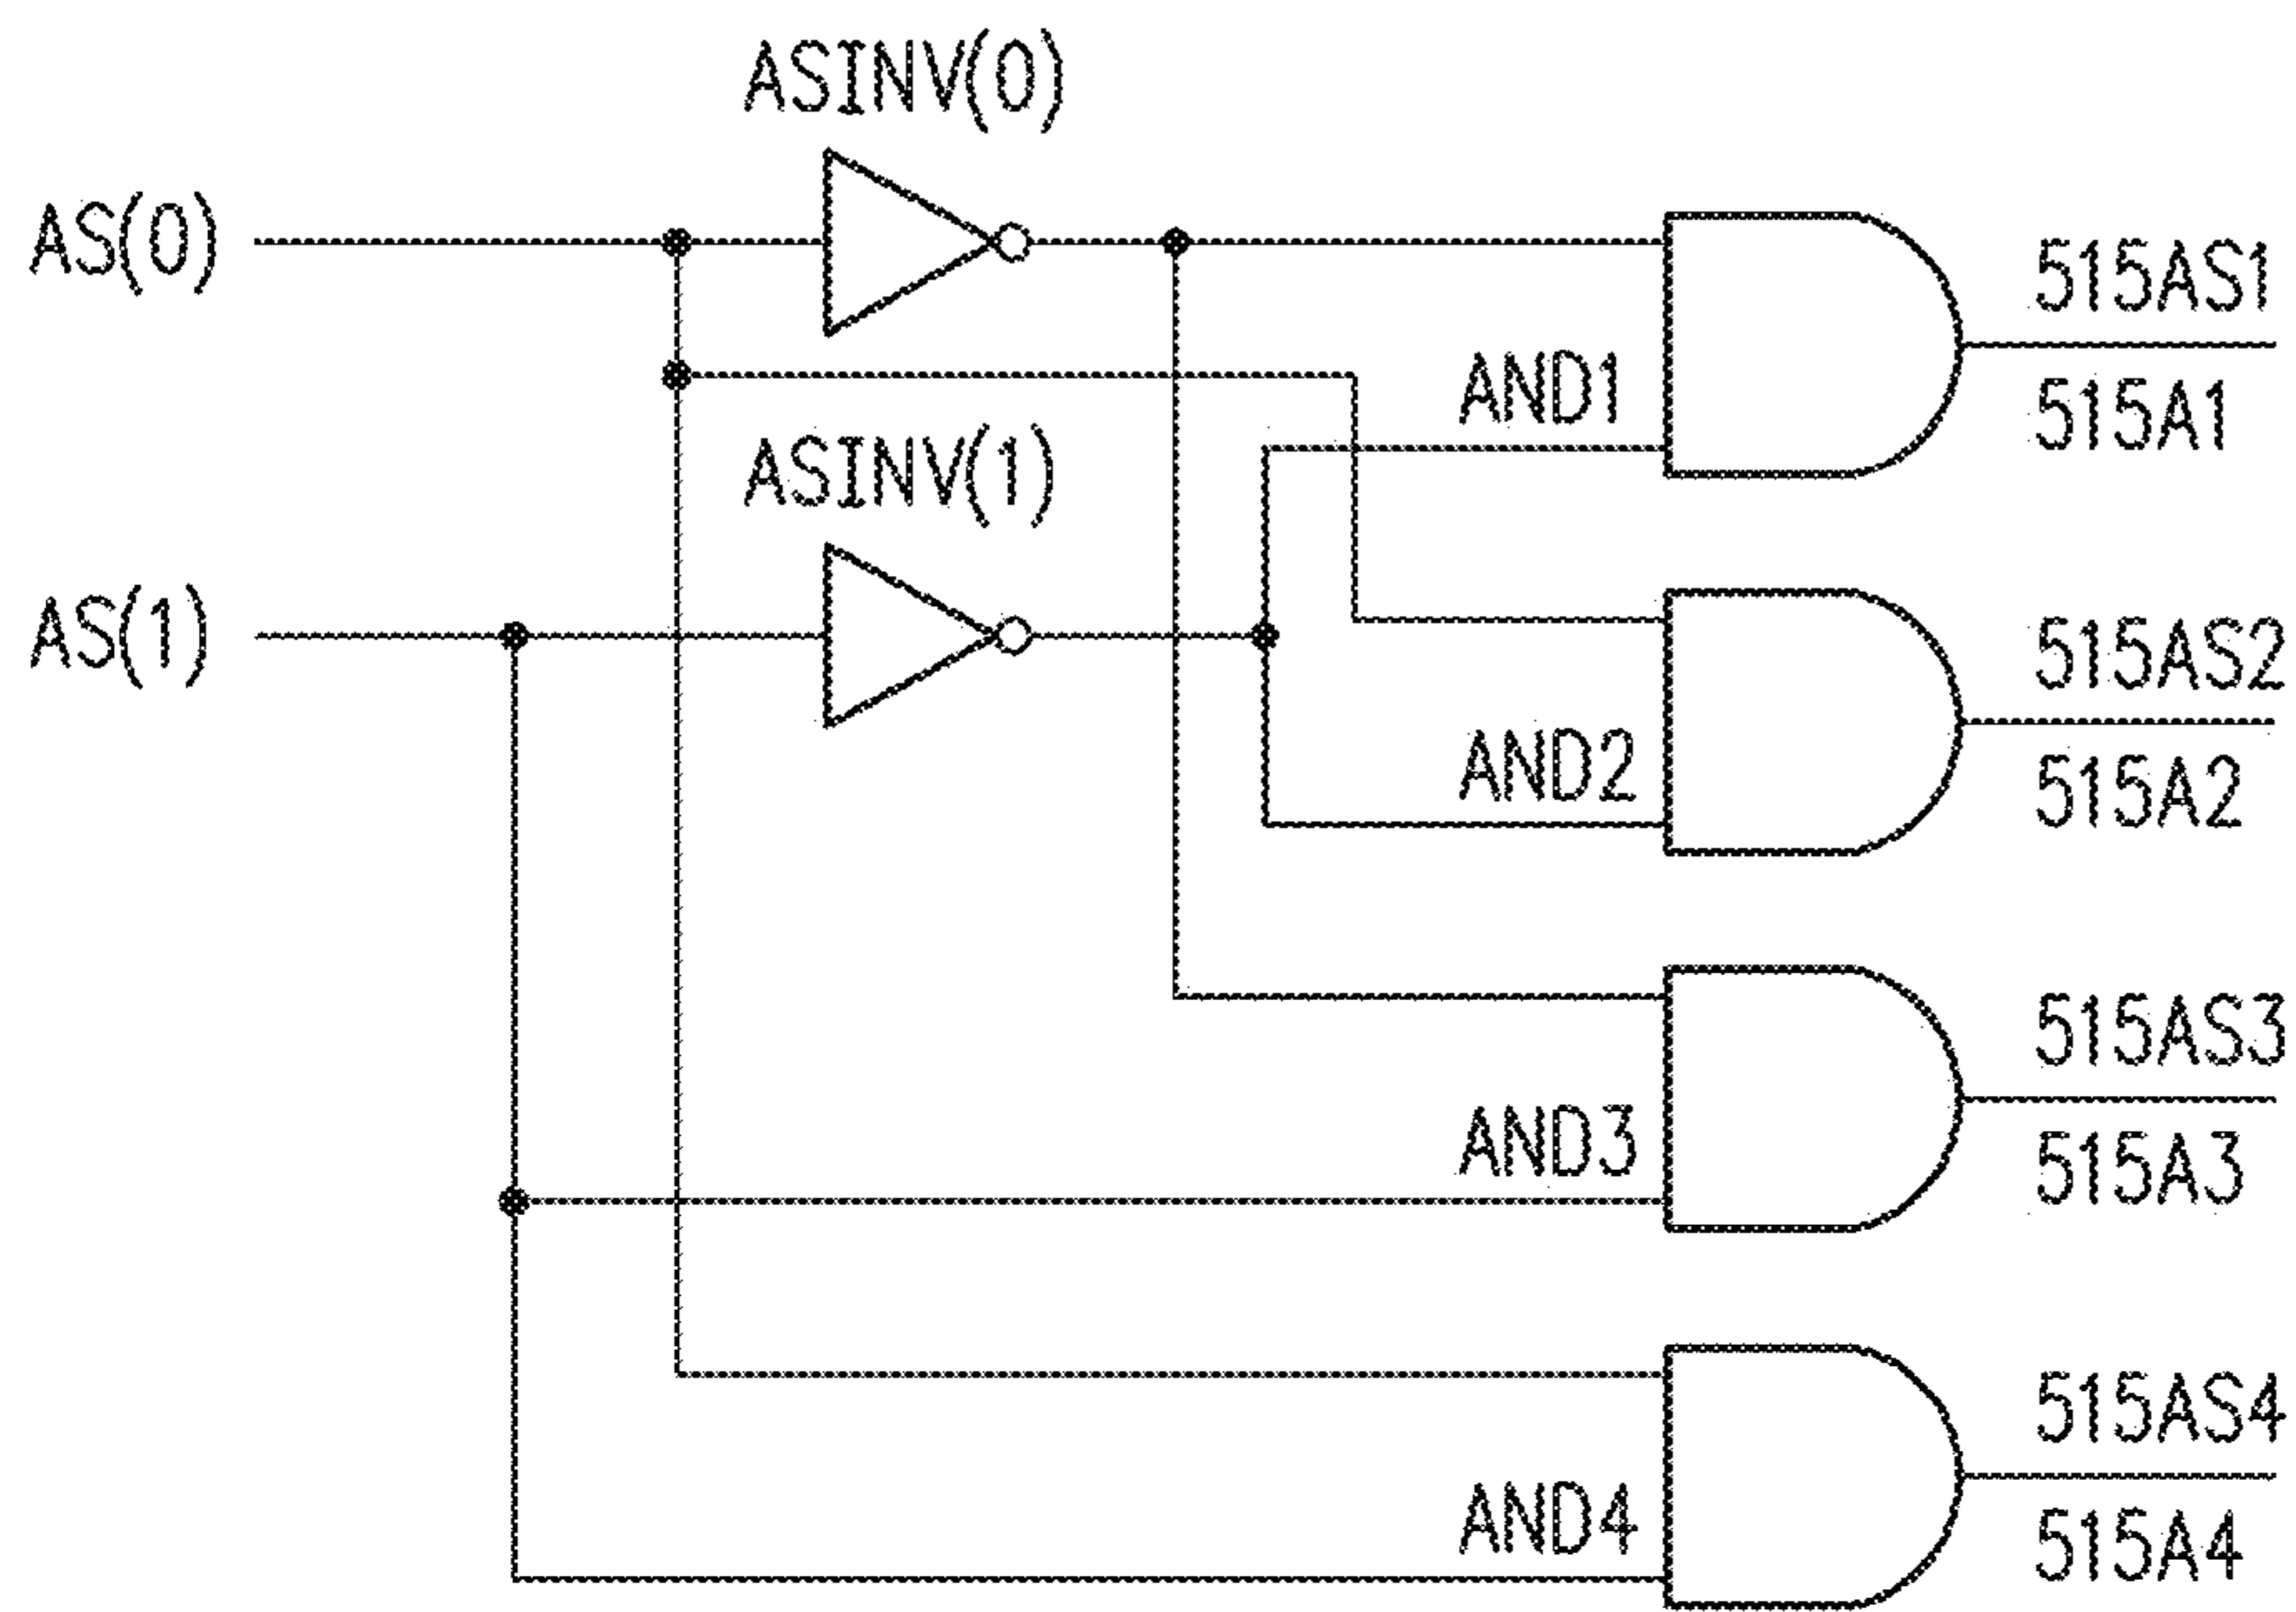 ASINV(0)
AS(0)
515AS1
AND1
515A1
ASINV(1)
AS(1)
515AS2
AND2
515A2
515AS3
AND3
515A3
515AS4
AND4
515A4